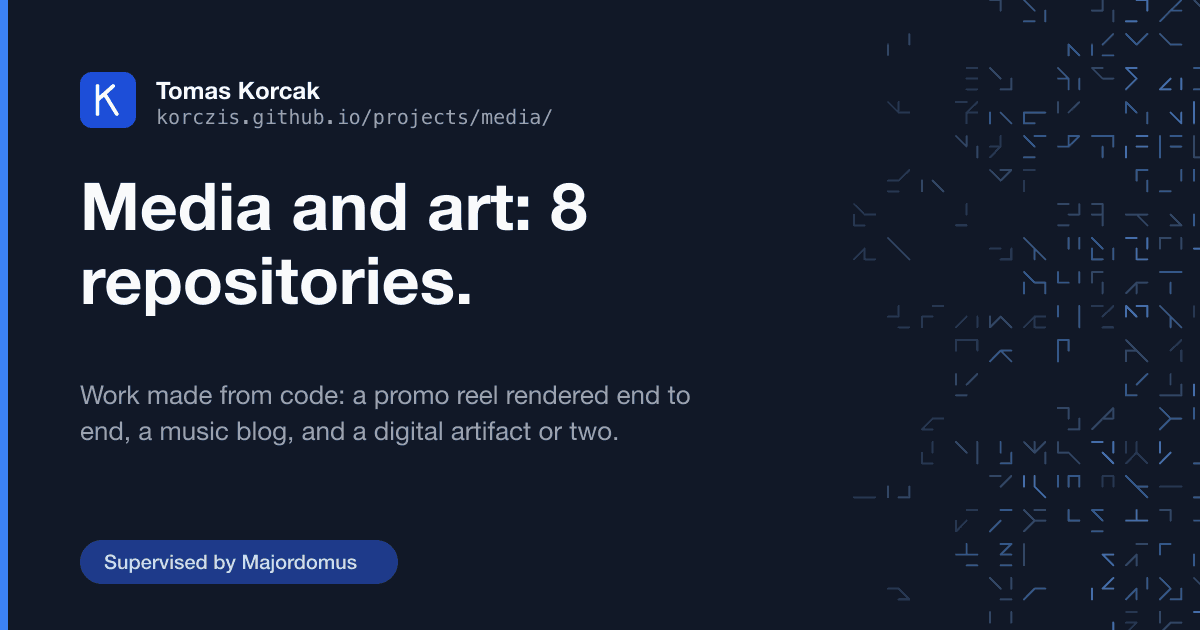 K
Tomas Korcak
korczis.github.io/projects/media/
Media and art: 8
repositories.
Work made from code: a promo reel rendered end to
end, a music blog, and a digital artifact or two.
Supervised by Majordomus